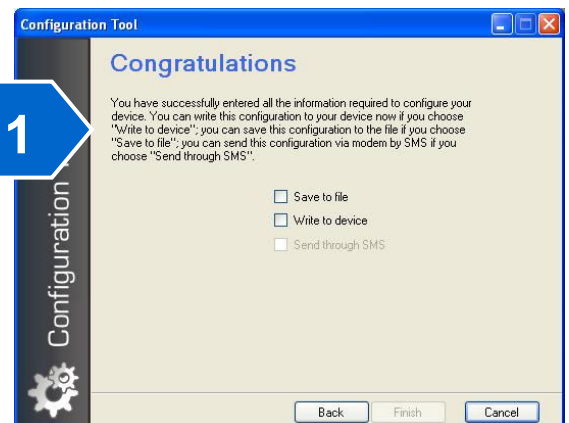 Configuration Tool
Congratulations
You have successfully entered all the information required to configure your
device. You can write this configuration to your device now if you choose
"Write to device"; you can save this configuration to the file if you choose
"Save to file"; you can send this configuration via modem by SMS if you
choose "Send through SMS".
1
Configuration
Save to file
Write to device
Send through SMS
Back
Finish
Cancel